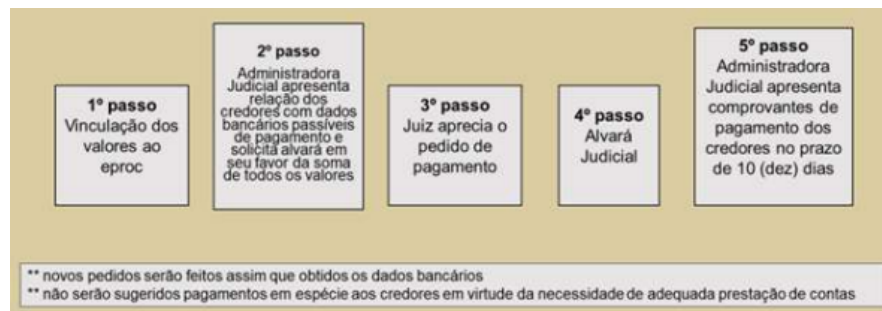 1º passo
Vinculação dos
valores ao
eproc
2º passo
Administradora
Judicial apresenta
relação dos
credores com dados
bancários passíveis
de pagamento e
solicita alvará em
seu favor da soma
de todos os valores
3º passo
Juiz aprecia o
pedido de
pagamento
4º passo
Alvará
Judicial
5º passo
Administradora
Judicial apresenta
comprovantes de
pagamento dos
credores no prazo
de 10 (dez) dias
** novos pedidos serão feitos assim que obtidos os dados bancários
** não serão sugeridos pagamentos em espécie aos credores em virtude da necessidade de adequada prestação de contas